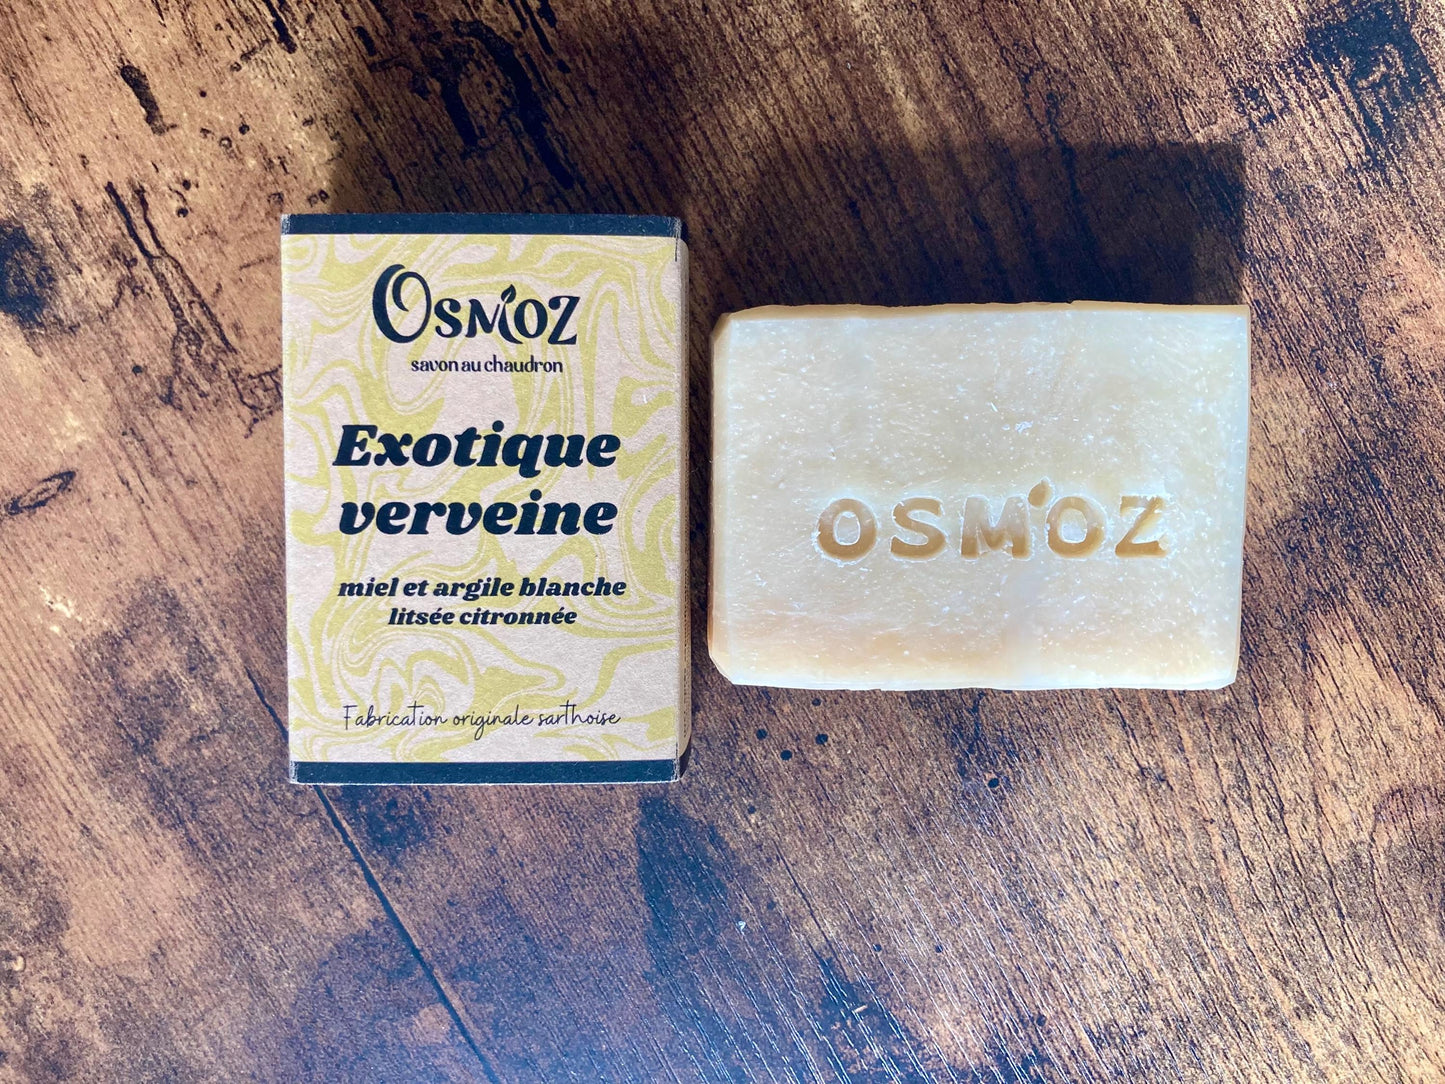 Osmoz
savon au chaudron
Exotique
verveine
miel et argile blanche
litsée citronnée
Fabrication originale sarthoise
OSMOZ